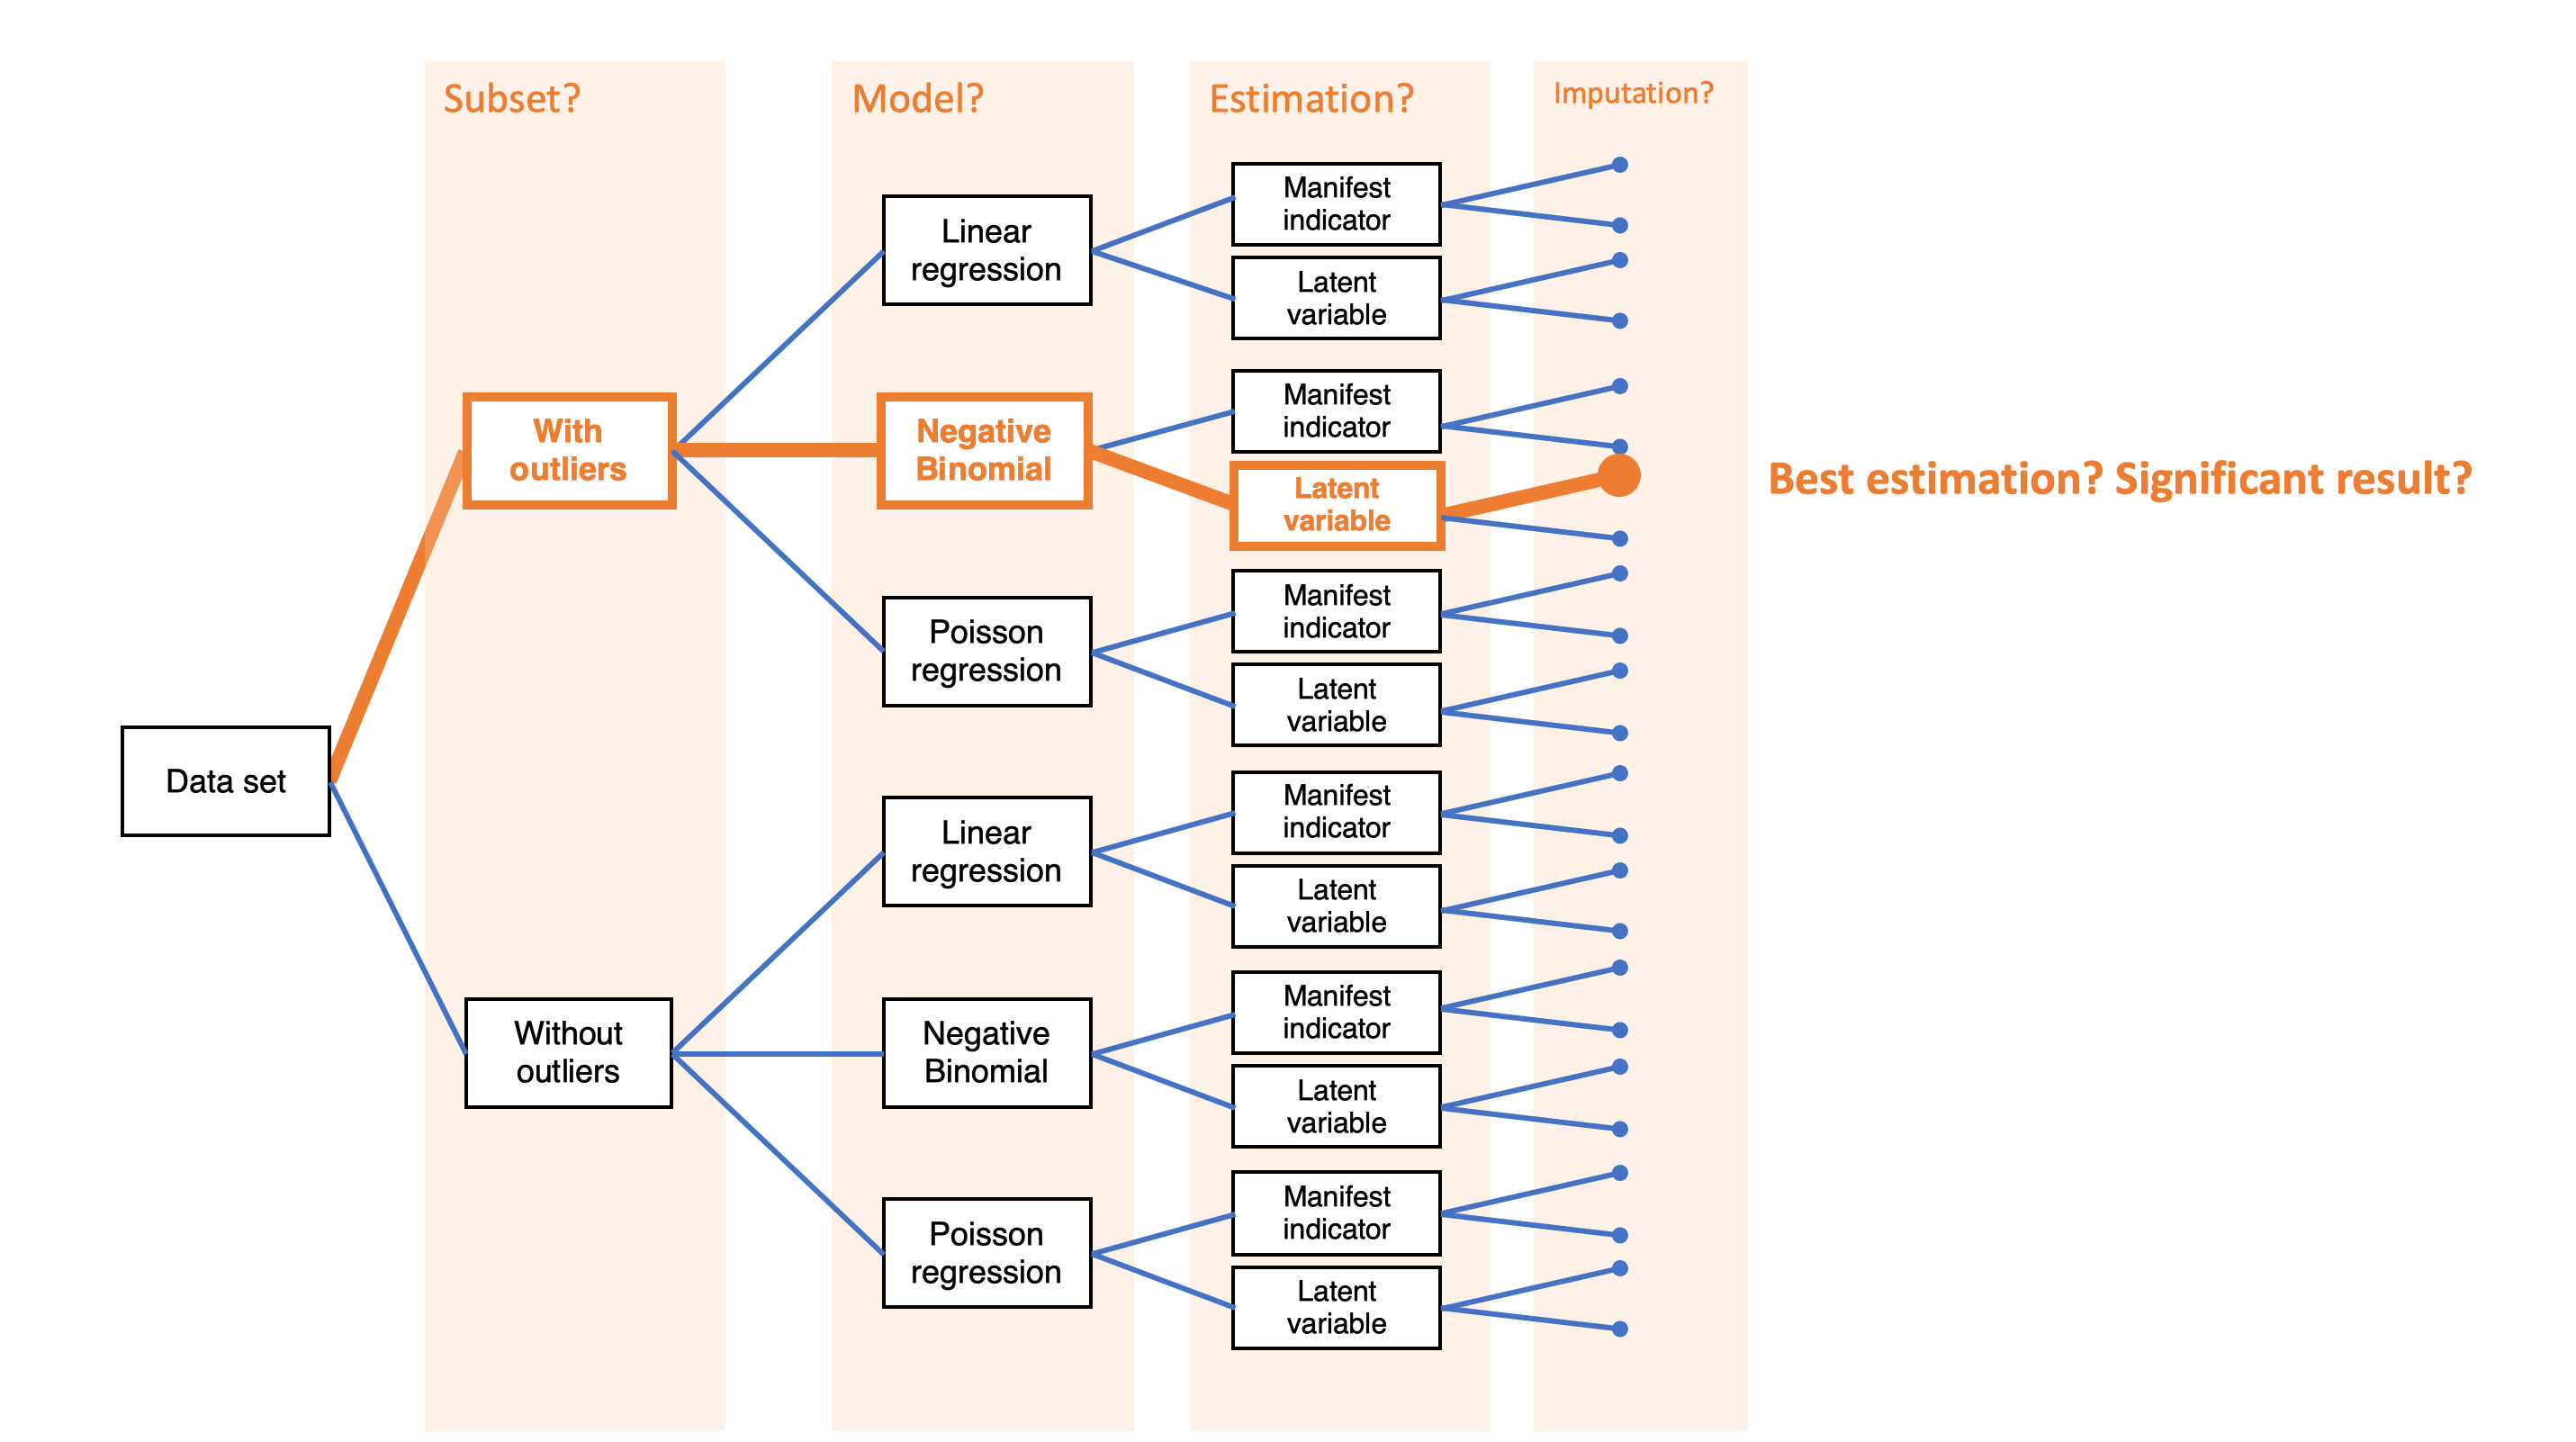 Subset?
Model?
Estimation?
Imputation?
Manifest
indicator
Linear
regression
Latent
variable
Manifest
indicator
With
outliers
Negative
Binomial
Latent
variable
Best estimation? Significant result?
Manifest
indicator
Poisson
regression
Latent
variable
Data set
Manifest
indicator
Linear
regression
Latent
variable
Manifest
indicator
Without
outliers
Negative
Binomial
Latent
variable
Manifest
indicator
Poisson
regression
Latent
variable